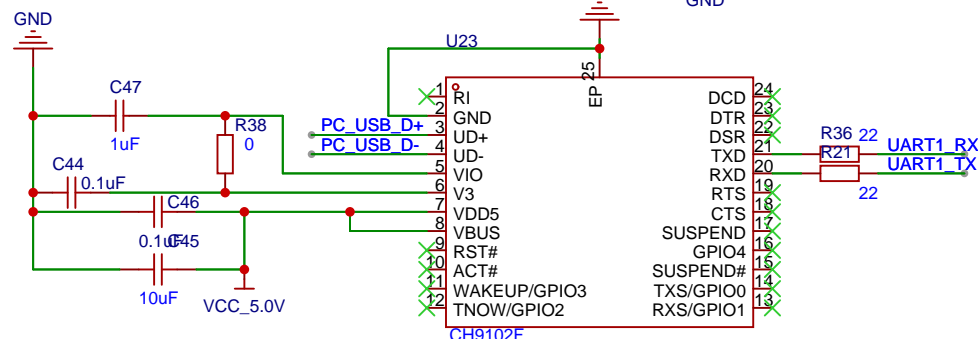 GND
GND
U23
EP 25
C47
1uF
R38
0
C44
0.1uF
C46
0.1uF
C45
10uF
VCC_5.0V
PC_USB_D+
PC_USB_D-
1 RI
2 GND
3 UD+
4 UD-
5 VIO
6 V3
7 VDD5
8 VBUS
9 RST#
10 ACT#
11 WAKEUP/GPIO3
12 TNOW/GPIO2
DCD 24
DTR 23
DSR 22
TXD 21
RXD 20
RTS 19
CTS 18
SUSPEND 17
GPIO4 16
SUSPEND# 15
TXS/GPIO0 14
RXS/GPIO1 13
R36 22
UART1_RX
R21
UART1_TX
22
CH9102F